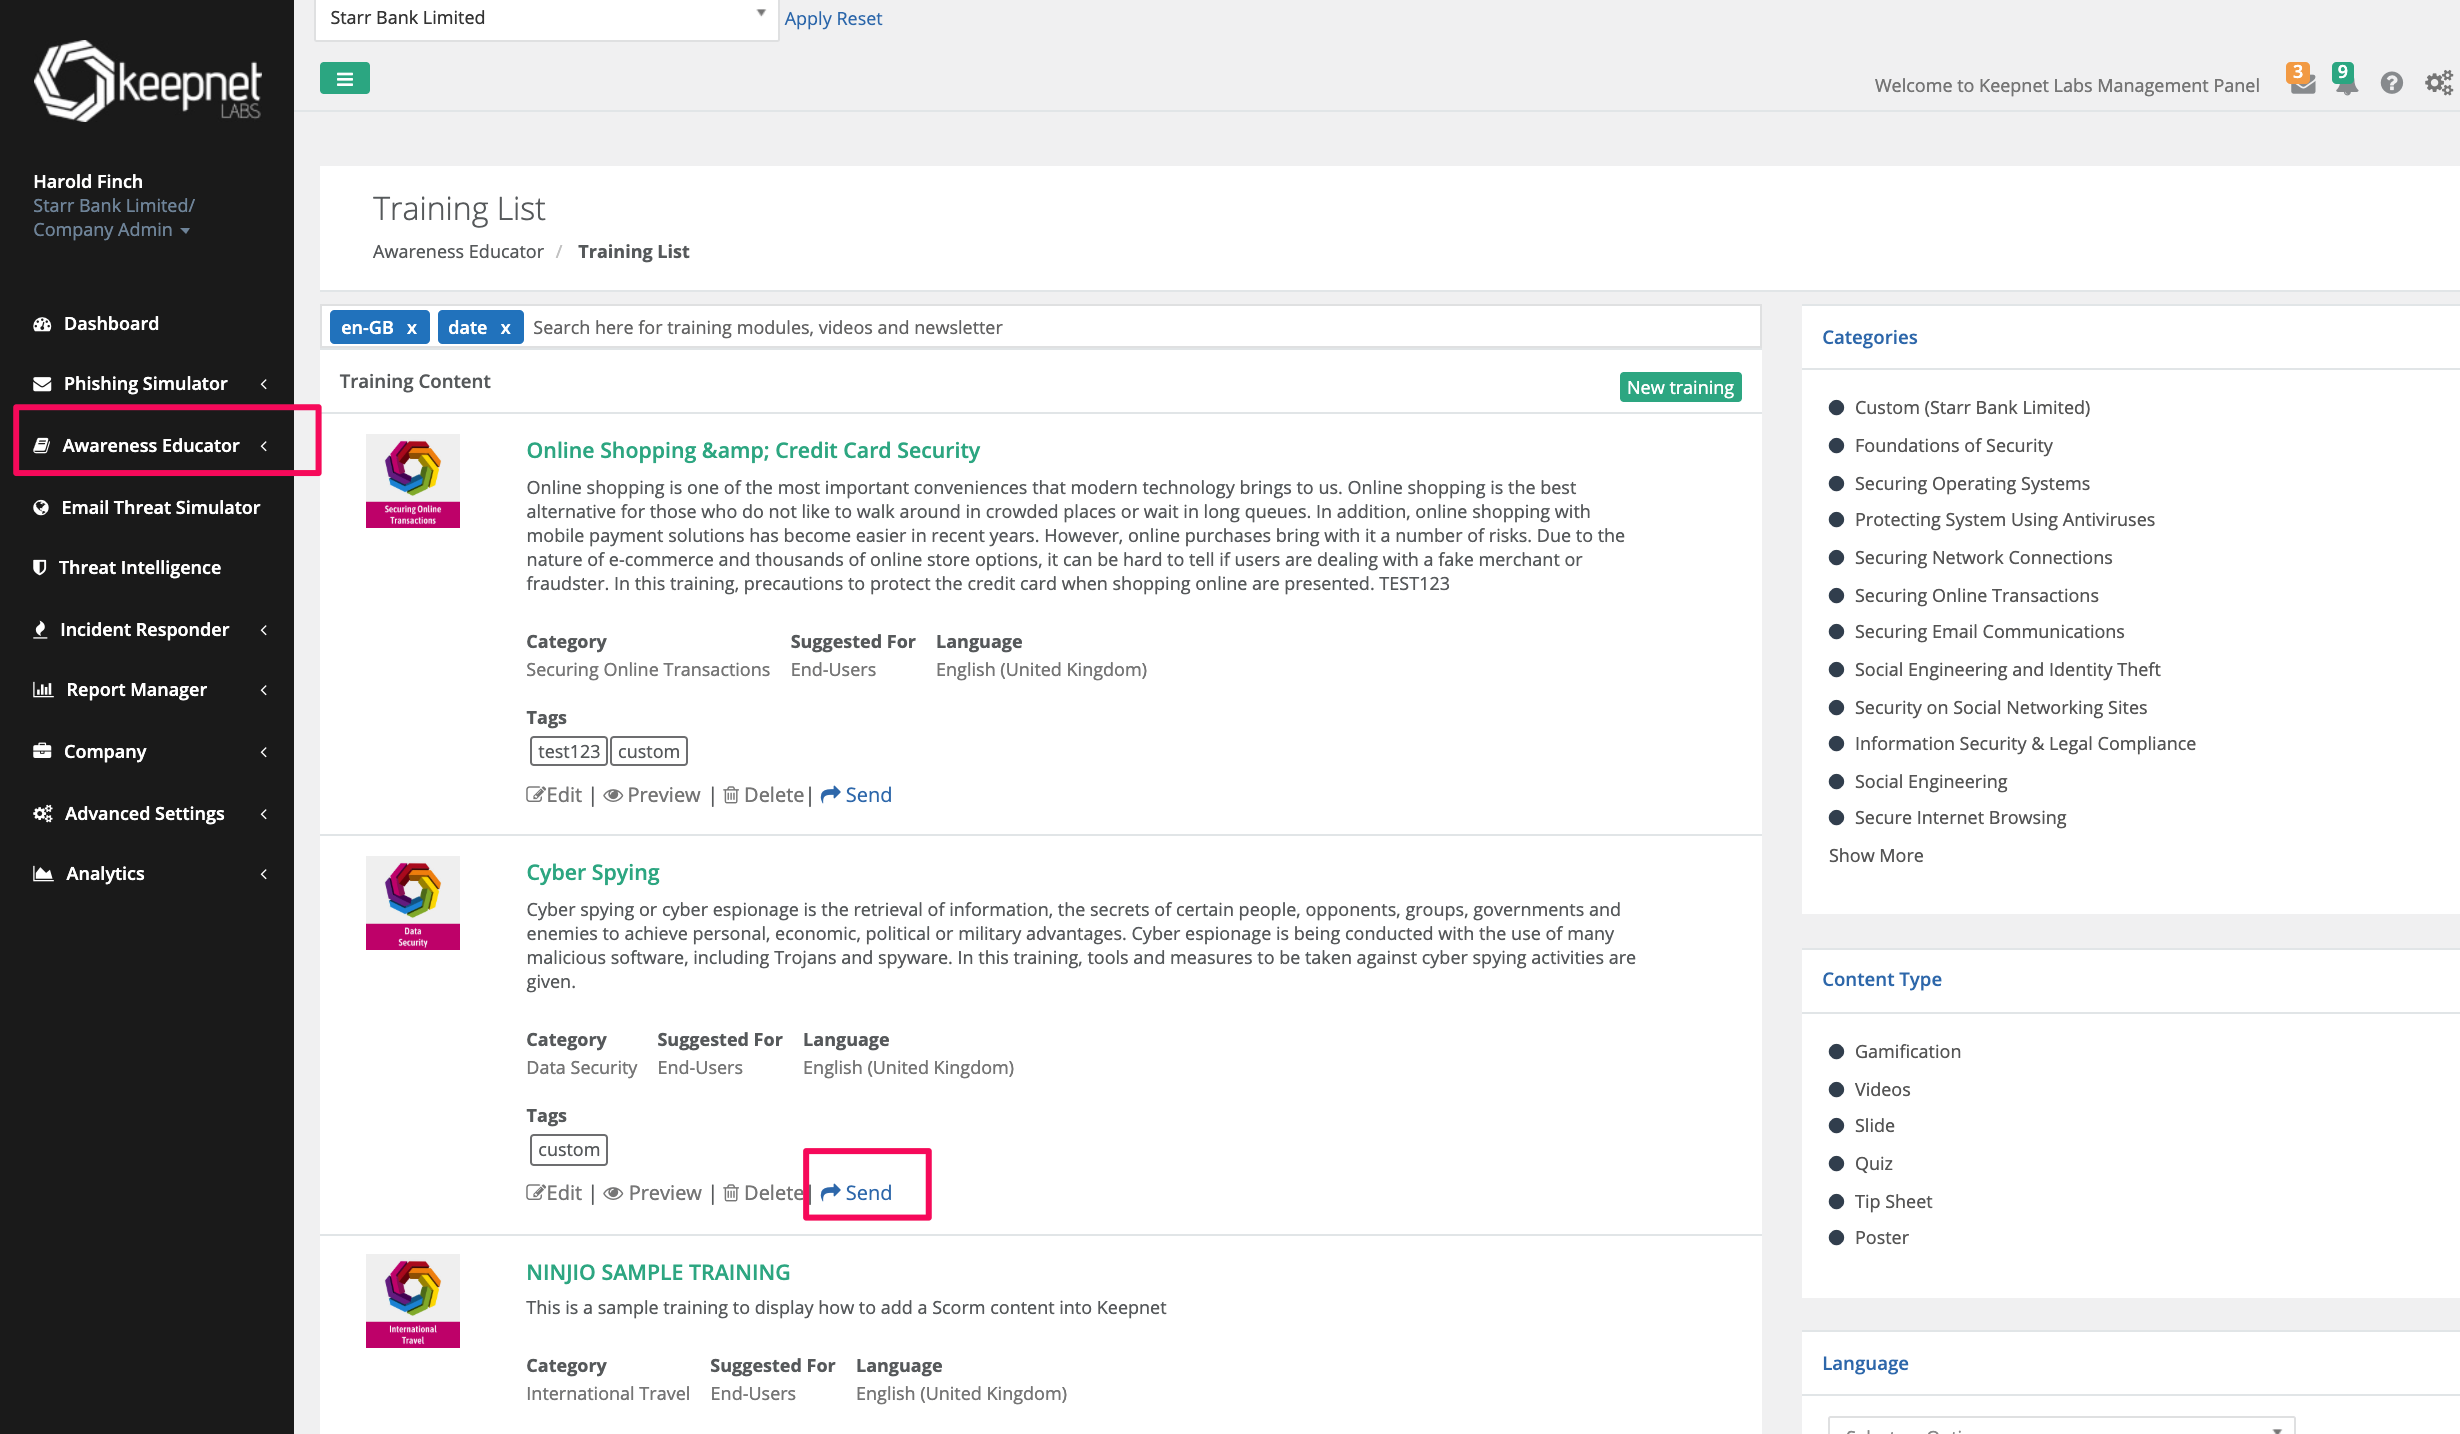 Starr Bank Limited
Apply Reset
keepnet
LABS
Welcome to Keepnet Labs Management Panel
3
9
Harold Finch
Starr Bank Limited/
Company Admin
Dashboard
Phishing Simulator
Awareness Educator
Email Threat Simulator
Threat Intelligence
Incident Responder
Report Manager
Company
Advanced Settings
Analytics
Training List
Awareness Educator / Training List
en-GB x date x Search here for training modules, videos and newsletter
Training Content
New training
Securing Online
Transactions
Online Shopping &amp; Credit Card Security
Online shopping is one of the most important conveniences that modern technology brings to us. Online shopping is the best
alternative for those who do not like to walk around in crowded places or wait in long queues. In addition, online shopping with
mobile payment solutions has become easier in recent years. However, online purchases bring with it a number of risks. Due to the
nature of e-commerce and thousands of online store options, it can be hard to tell if users are dealing with a fake merchant or
fraudster. In this training, precautions to protect the credit card when shopping online are presented. TEST123
Category Suggested For Language
Securing Online Transactions End-Users English (United Kingdom)
Tags
test123 custom
Edit | Preview | Delete| Send
Data
Security
Cyber Spying
Cyber spying or cyber espionage is the retrieval of information, the secrets of certain people, opponents, groups, governments and
enemies to achieve personal, economic, political or military advantages. Cyber espionage is being conducted with the use of many
malicious software, including Trojans and spyware. In this training, tools and measures to be taken against cyber spying activities are
given.
Category Suggested For Language
Data Security End-Users English (United Kingdom)
Tags
custom
Edit | Preview | Delete| Send
International
Travel
NINJIO SAMPLE TRAINING
This is a sample training to display how to add a Scorm content into Keepnet
Category Suggested For Language
International Travel End-Users English (United Kingdom)
Categories
Custom (Starr Bank Limited)
Foundations of Security
Securing Operating Systems
Protecting System Using Antiviruses
Securing Network Connections
Securing Online Transactions
Securing Email Communications
Social Engineering and Identity Theft
Security on Social Networking Sites
Information Security & Legal Compliance
Social Engineering
Secure Internet Browsing
Show More
Content Type
Gamification
Videos
Slide
Quiz
Tip Sheet
Poster
Language